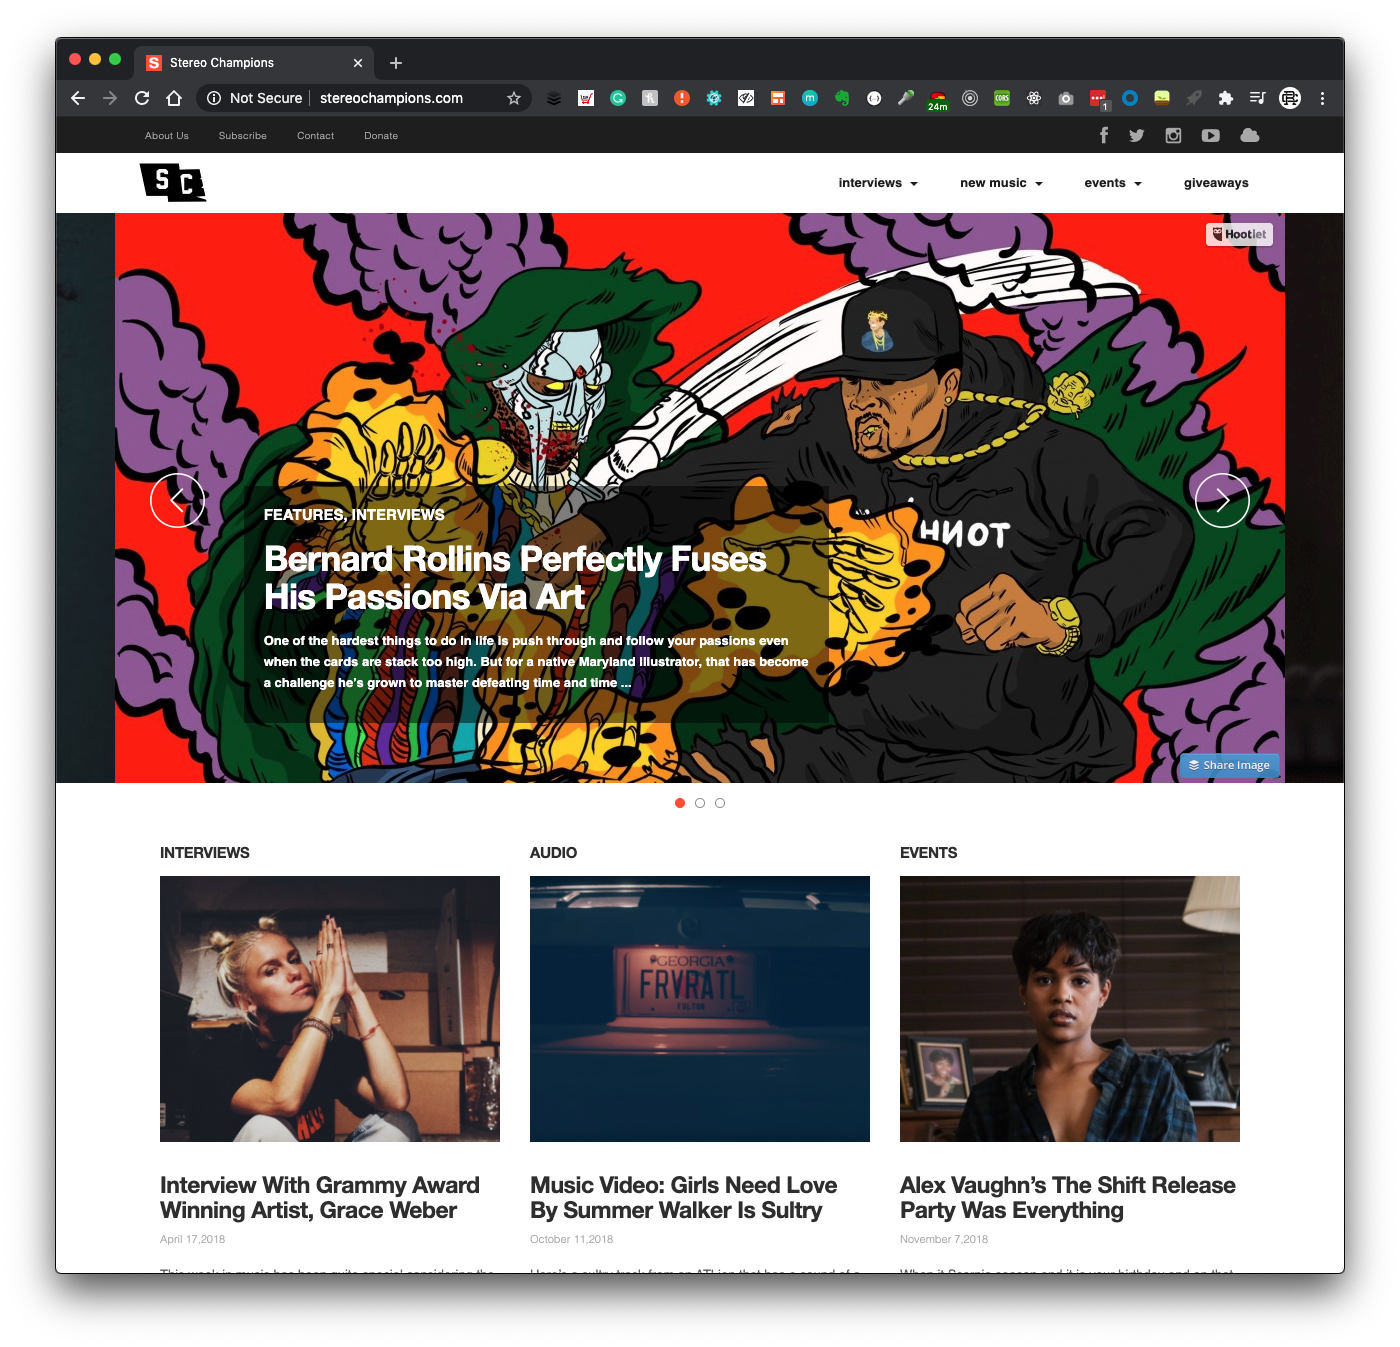 S Stereo Champions
Not Secure stereochampions.com
24m
CORS
1
About Us Subscribe Contact Donate
SC
interviews new music events giveaways
Hootlet
HNOT
FEATURES, INTERVIEWS
Bernard Rollins Perfectly Fuses
His Passions Via Art
One of the hardest things to do in life is push through and follow your passions even
when the cards are stack too high. But for a native Maryland Illustrator, that has become
a challenge he's grown to master defeating time and time ...
Share Image
INTERVIEWS
AUDIO
EVENTS
GEORGIA
FRVRATL
FULTON
Interview With Grammy Award
Winning Artist, Grace Weber
April 17,2018
Music Video: Girls Need Love
By Summer Walker Is Sultry
October 11,2018
Alex Vaughn's The Shift Release
Party Was Everything
November 7,2018